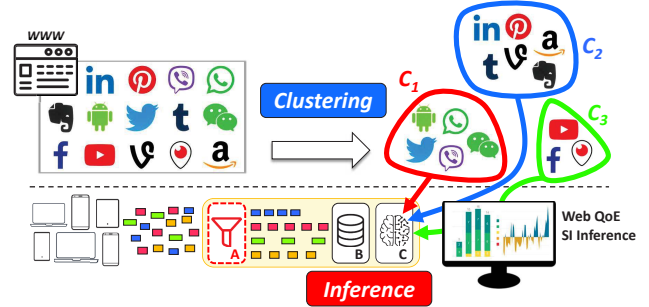 www
Clustering
C1
C2
C3
A
B
C
Web QoE
SI Inference
Inference